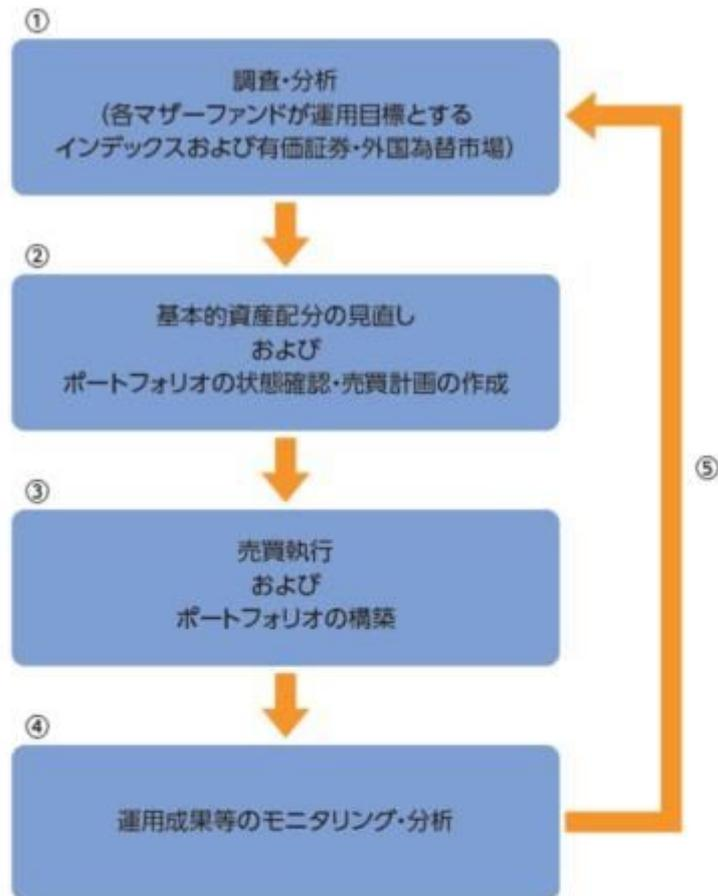 ①
調査・分析
(各マザーファンドが運用目標とする
インデックスおよび有価証券・外国為替市場)
②
基本的資産配分の見直し
および
ポートフォリオの状態確認・売買計画の作成
⑤
③
売買執行
および
ポートフォリオの構築
④
運用成果等のモニタリング・分析